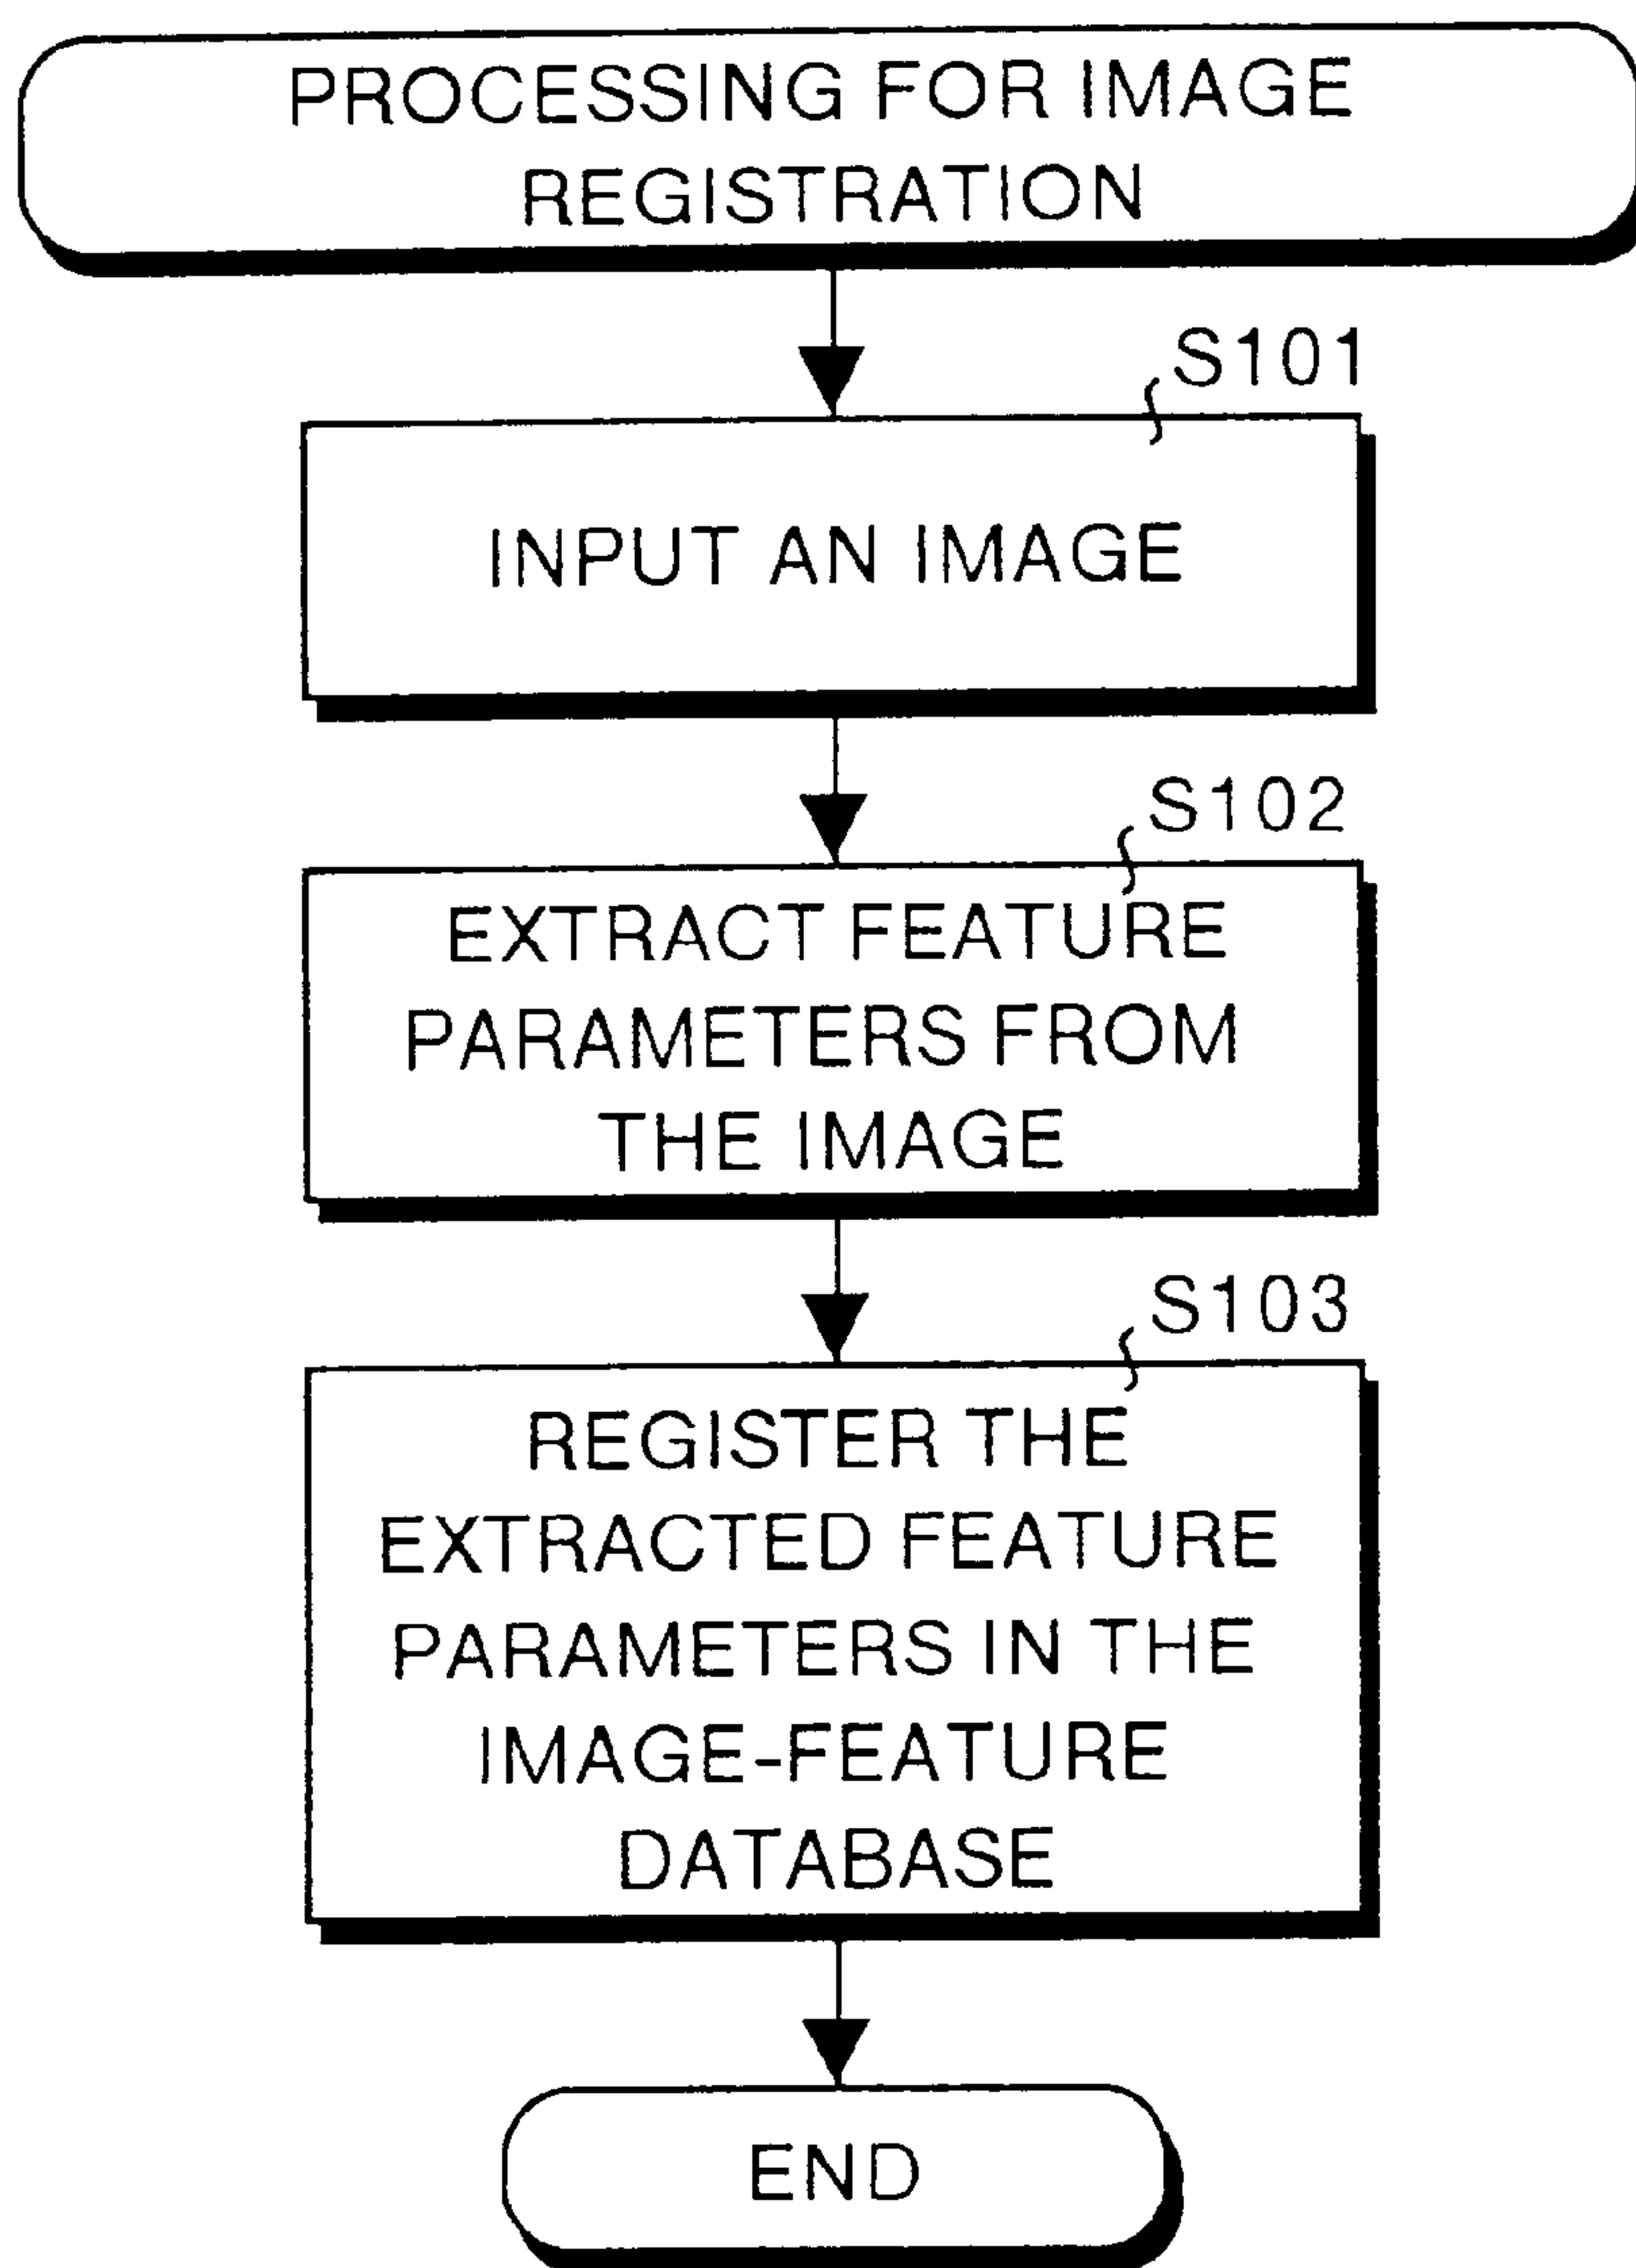 PROCESSING FOR IMAGE
REGISTRATION
S101
INPUT AN IMAGE
S102
EXTRACT FEATURE
PARAMETERS FROM
THE IMAGE
S103
REGISTER THE
EXTRACTED FEATURE
PARAMETERS IN THE
IMAGE-FEATURE
DATABASE
END